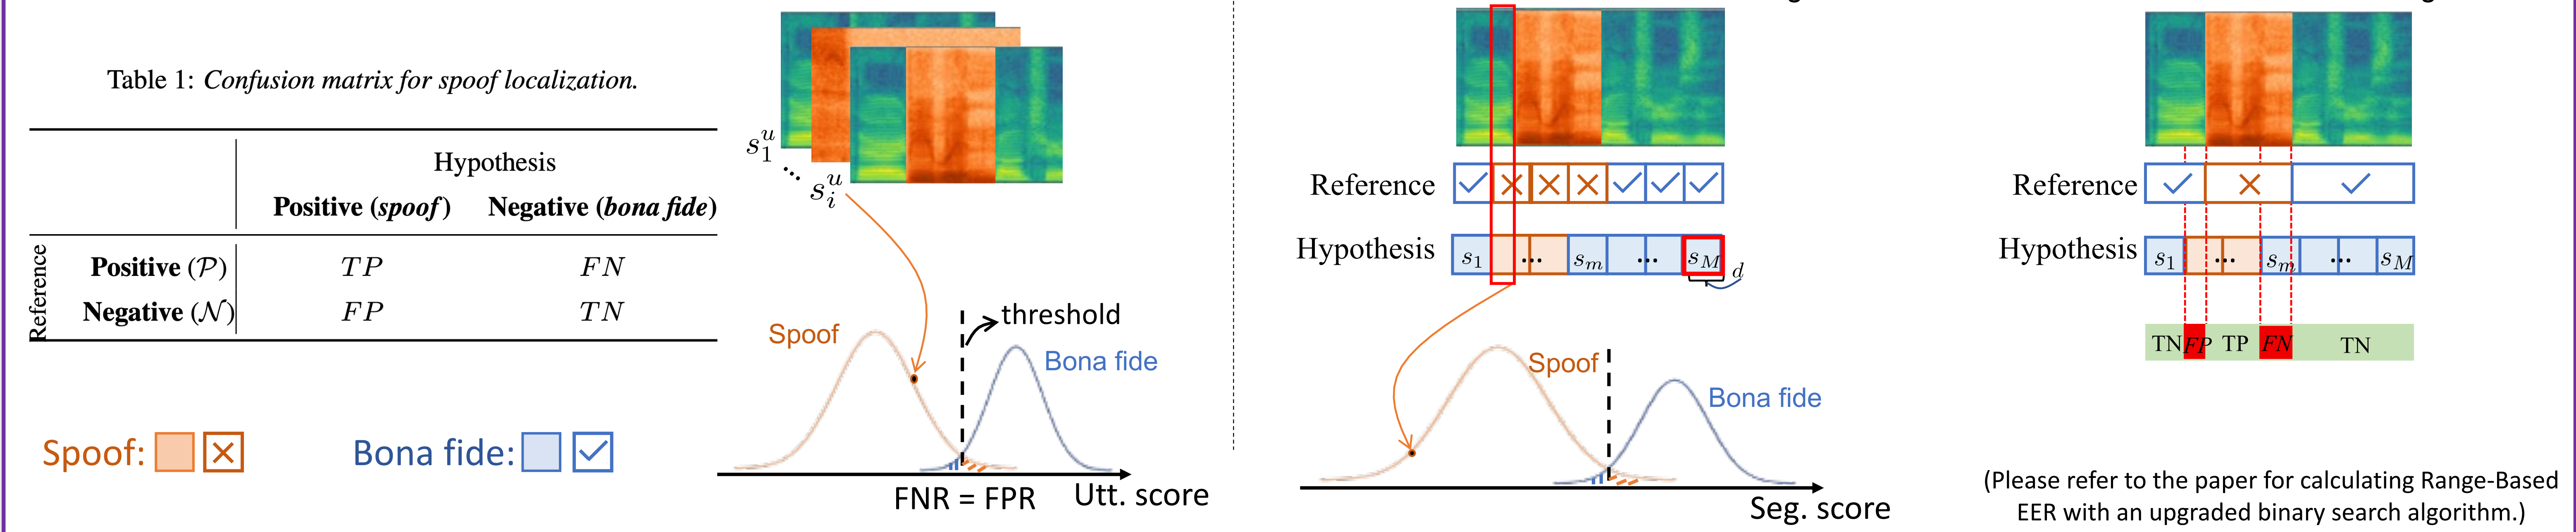 Table 1: Confusion matrix for spoof localization.
Hypothesis
Positive (spoof) Negative (bona fide)
Reference
Positive (𝒫) TP FN
Negative (𝒩) FP TN
Spoof: Bona fide:
s₁ᵘ
...
sᵢᵘ
threshold
Spoof
Bona fide
FNR = FPR Utt. score
Reference
Hypothesis s₁ ... sₘ ... s_M
d
Spoof
Bona fide
Seg. score
Reference
Hypothesis s₁ ... sₘ ... s_M
TN FP TP FN TN
(Please refer to the paper for calculating Range-Based
EER with an upgraded binary search algorithm.)